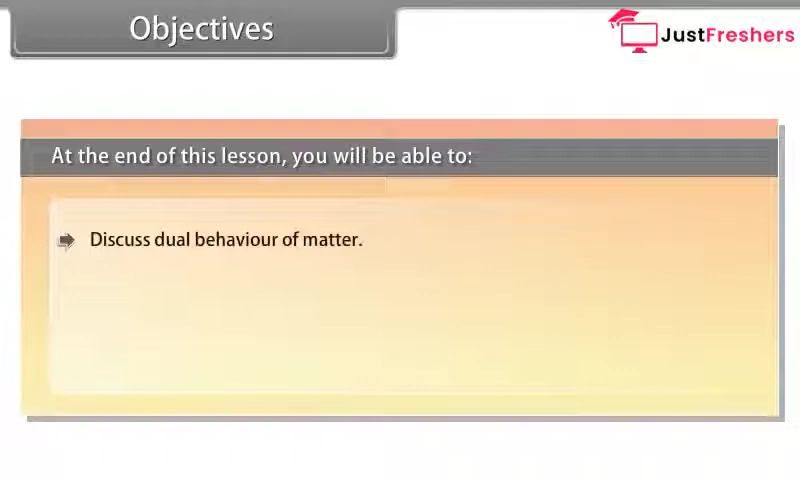 Objectives
JustFreshers
At the end of this lesson, you will be able to:
Discuss dual behaviour of matter.